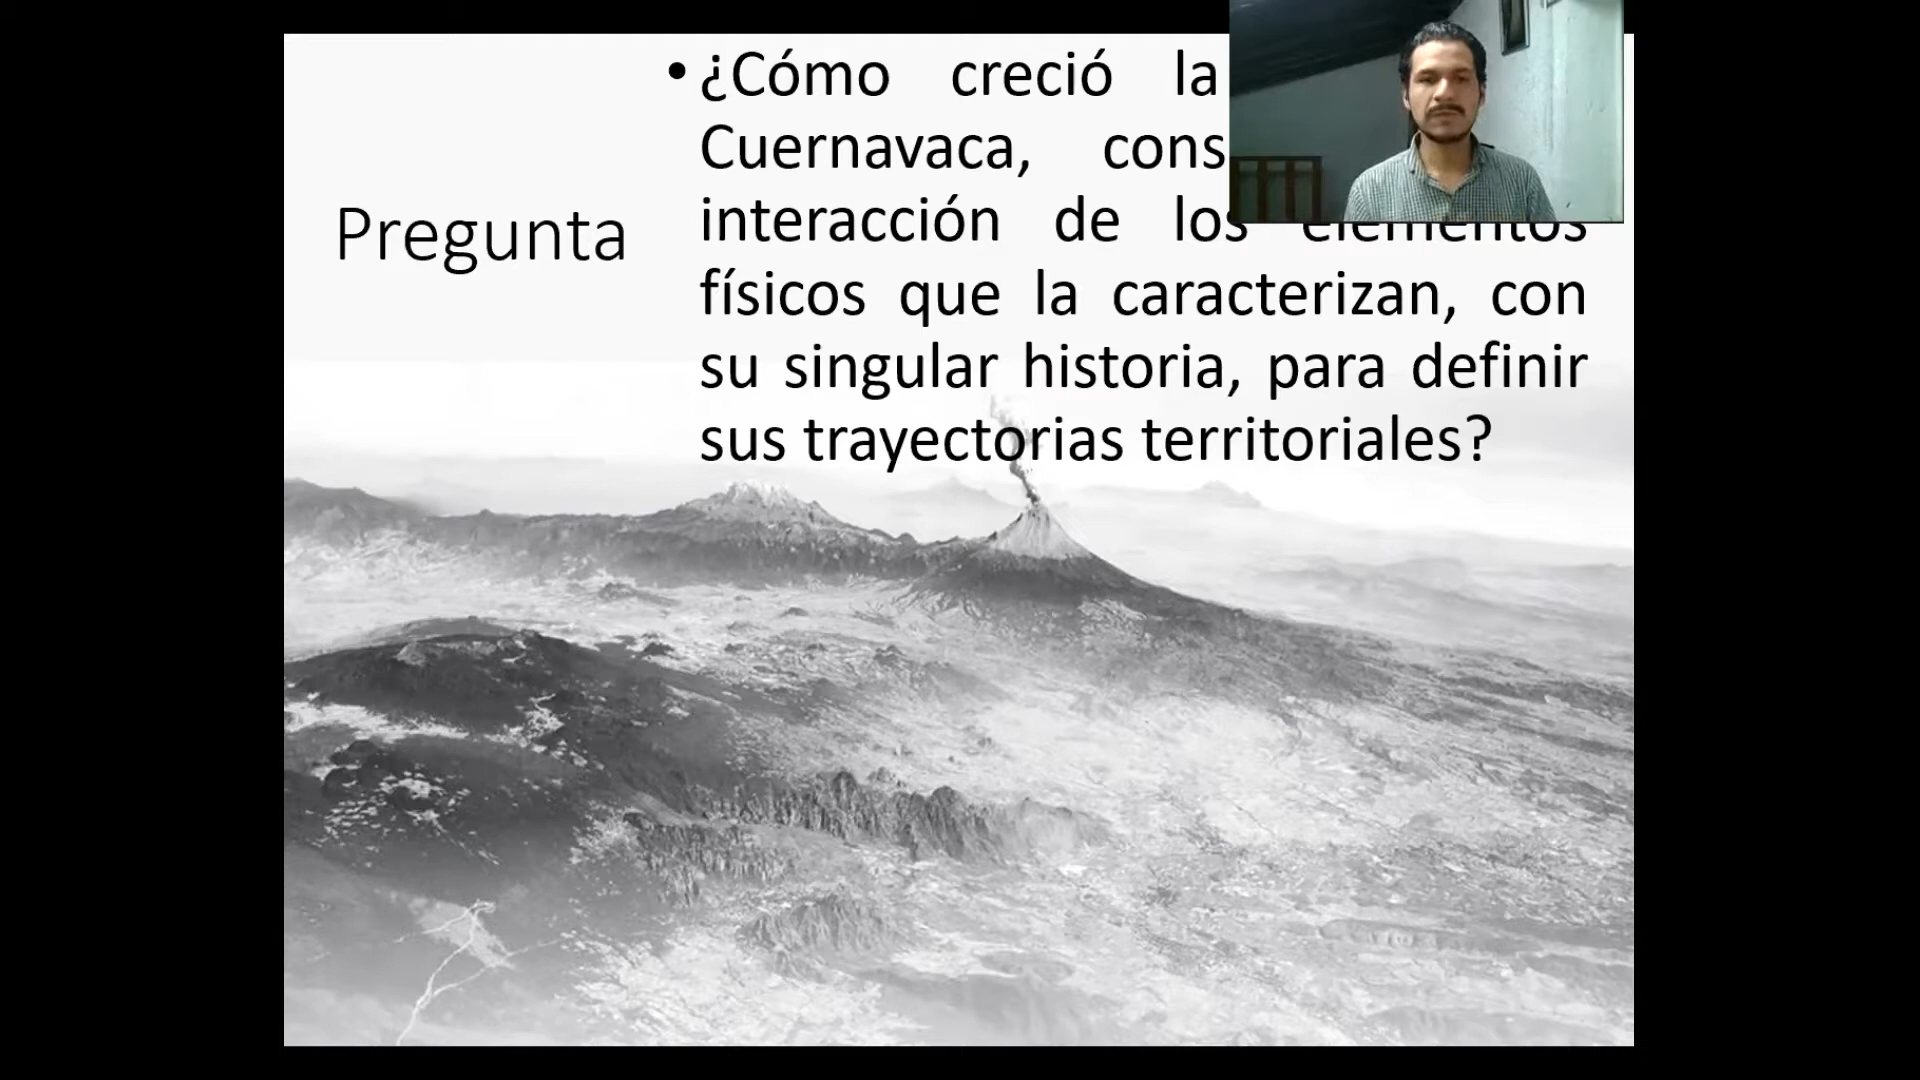 Pregunta
• ¿Cómo creció la
Cuernavaca,
interacción de los elementos
físicos que la caracterizan, con
su singular historia, para definir
sus trayectorias territoriales?